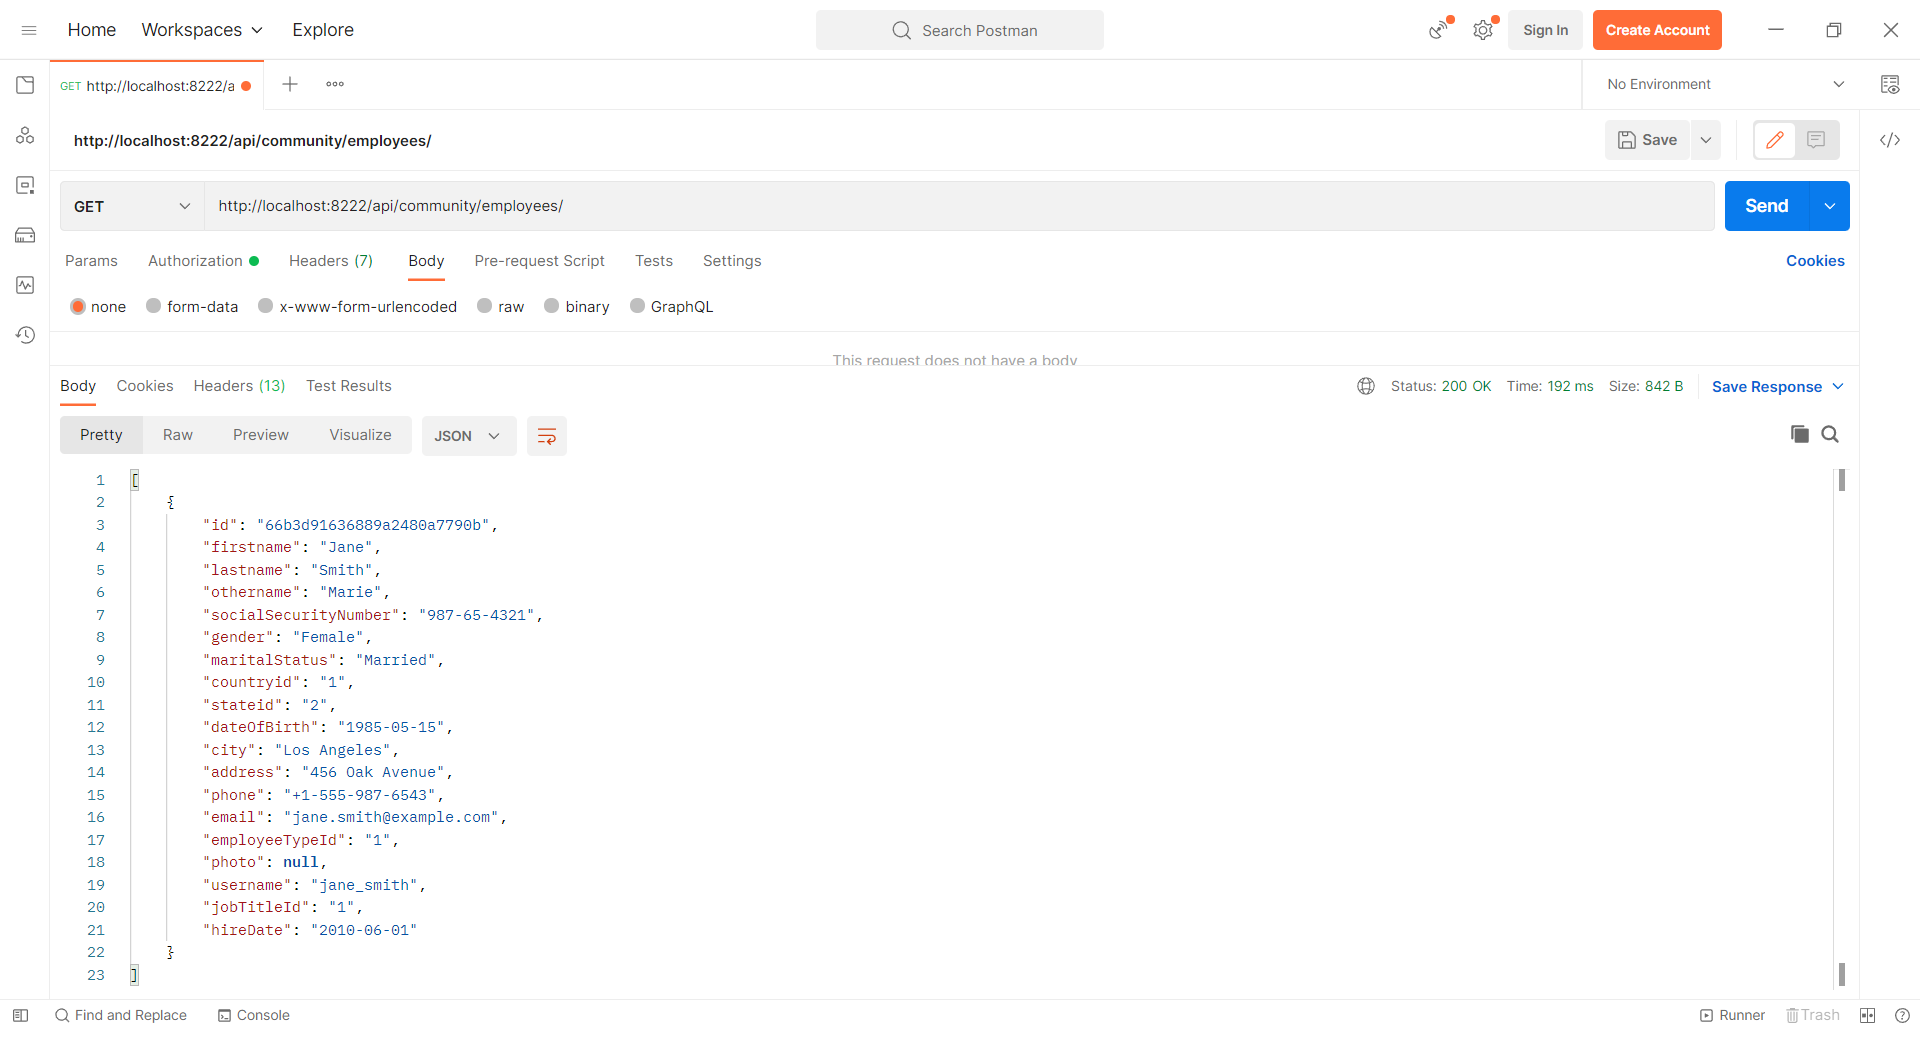 Home Workspaces Explore Search Postman Sign In Create Account
GET http://localhost:8222/a No Environment
http://localhost:8222/api/community/employees/ Save
GET http://localhost:8222/api/community/employees/ Send
Params Authorization Headers (7) Body Pre-request Script Tests Settings Cookies
none form-data x-www-form-urlencoded raw binary GraphQL
This request does not have a body
Body Cookies Headers (13) Test Results Status: 200 OK Time: 192 ms Size: 842 B Save Response
Pretty Raw Preview Visualize JSON
1 [
2 {
3 "id": "66b3d91636889a2480a7790b",
4 "firstname": "Jane",
5 "lastname": "Smith",
6 "othername": "Marie",
7 "socialSecurityNumber": "987-65-4321",
8 "gender": "Female",
9 "maritalStatus": "Married",
10 "countryid": "1",
11 "stateid": "2",
12 "dateOfBirth": "1985-05-15",
13 "city": "Los Angeles",
14 "address": "456 Oak Avenue",
15 "phone": "+1-555-987-6543",
16 "email": "jane.smith@example.com",
17 "employeeTypeId": "1",
18 "photo": null,
19 "username": "jane_smith",
20 "jobTitleId": "1",
21 "hireDate": "2010-06-01"
22 }
23 ]
Find and Replace Console Runner Trash